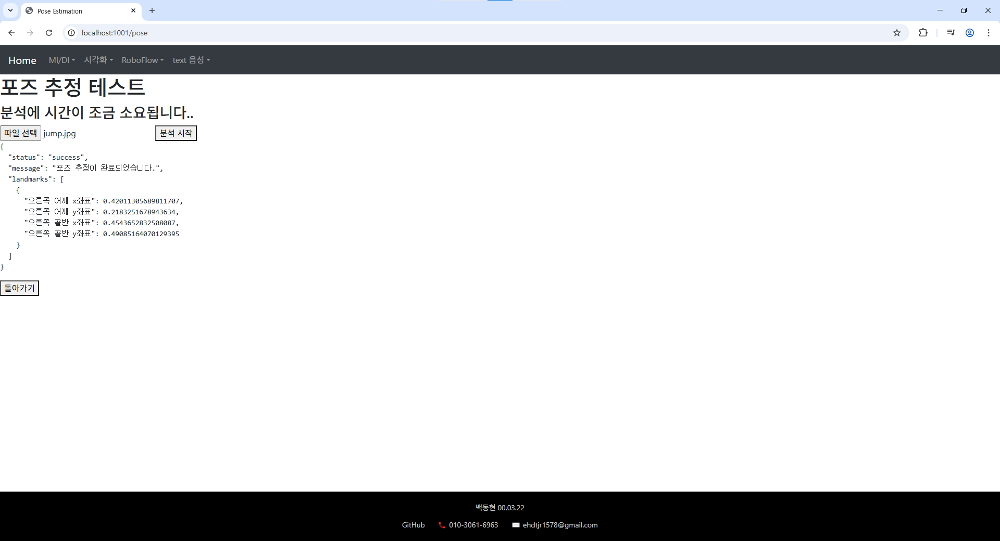 Pose Estimation
localhost:1001/pose
Home Ml/Dl 시각화 RoboFlow text 음성
포즈 추정 테스트
분석에 시간이 조금 소요됩니다..
파일 선택 jump.jpg 분석 시작
{
  "status": "success",
  "message": "포즈 추정이 완료되었습니다.",
  "landmarks": [
    {
      "오른쪽 어깨 x좌표": 0.42011305689811707,
      "오른쪽 어깨 y좌표": 0.2183251678943634,
      "오른쪽 골반 x좌표": 0.4543652832508087,
      "오른쪽 골반 y좌표": 0.49085164070129395
    }
  ]
}
돌아가기
백동현 00.03.22
GitHub 📞 010-3061-6963 ✉️ ehdtjr1578@gmail.com